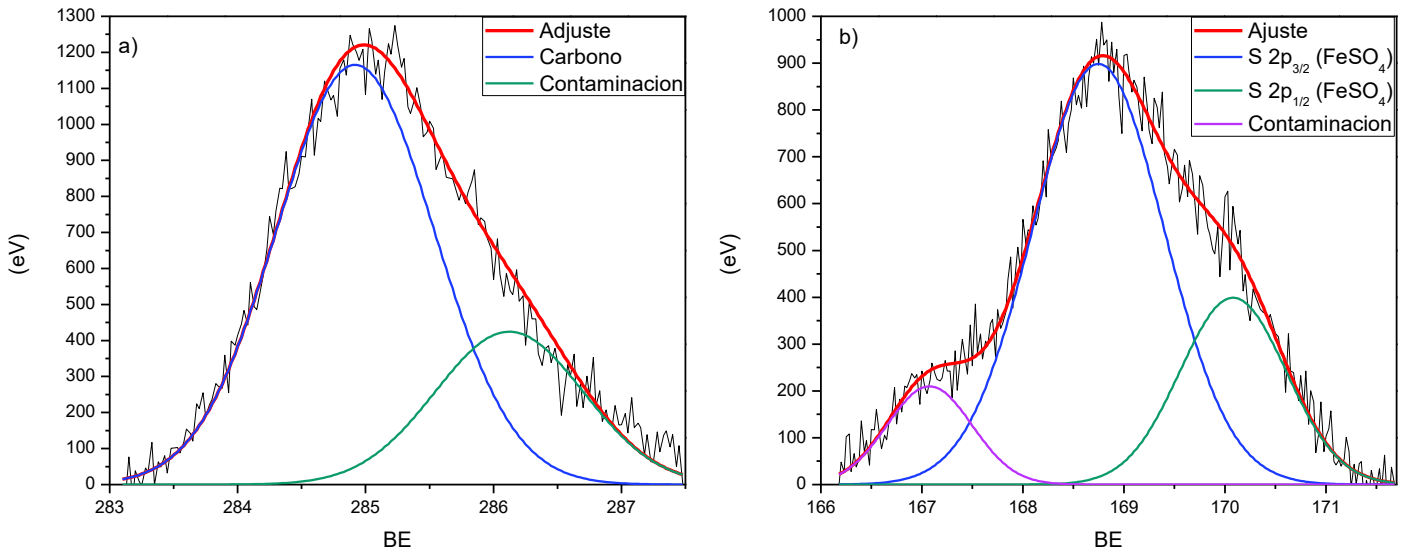 a)
Adjuste
Carbono
Contaminacion
1300
1200
1100
1000
900
800
700
600
500
400
300
200
100
0
(eV)
283 284 285 286 287
BE
b)
Ajuste
S 2p3/2 (FeSO4)
S 2p1/2 (FeSO4)
Contaminacion
1000
900
800
700
600
500
400
300
200
100
0
(eV)
166 167 168 169 170 171
BE